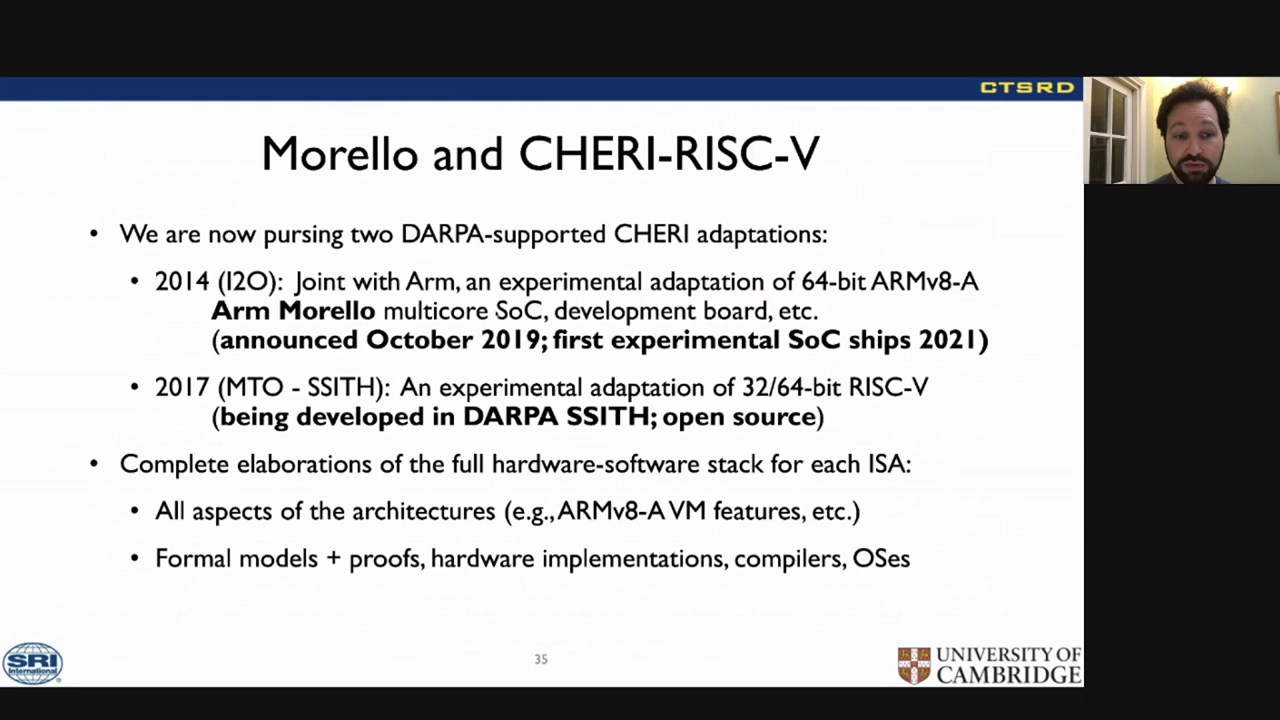 CTSRD
Morello and CHERI-RISC-V
• We are now pursing two DARPA-supported CHERI adaptations:
• 2014 (I2O): Joint with Arm, an experimental adaptation of 64-bit ARMv8-A
Arm Morello multicore SoC, development board, etc.
(announced October 2019; first experimental SoC ships 2021)
• 2017 (MTO - SSITH): An experimental adaptation of 32/64-bit RISC-V
(being developed in DARPA SSITH; open source)
• Complete elaborations of the full hardware-software stack for each ISA:
• All aspects of the architectures (e.g., ARMv8-A VM features, etc.)
• Formal models + proofs, hardware implementations, compilers, OSes
SRI
International
35
UNIVERSITY OF
CAMBRIDGE